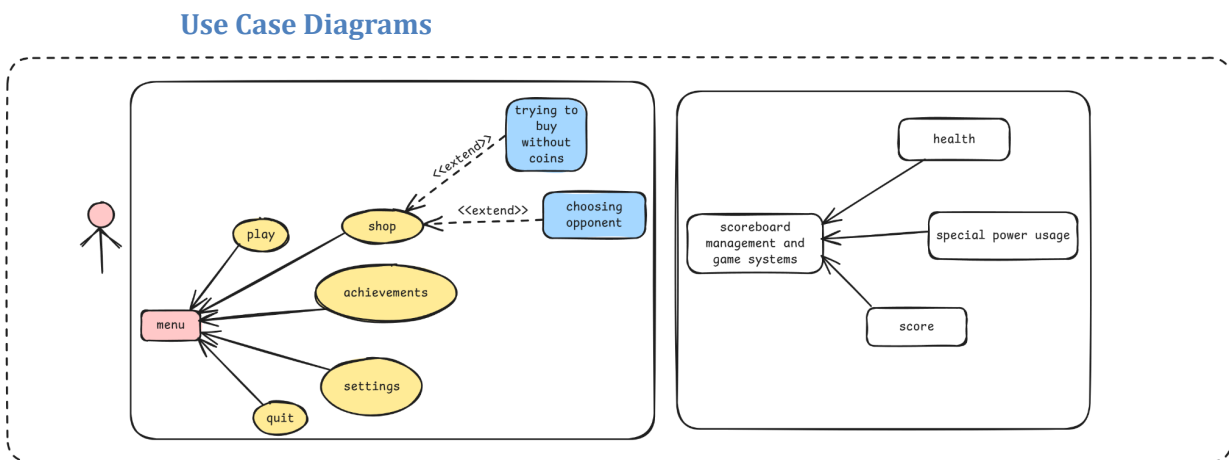 Use Case Diagrams
trying to
buy
without
coins
<<extend>>
<<extend>>
choosing
opponent
shop
play
achievements
menu
settings
quit
health
scoreboard
management and
game systems
special power usage
score